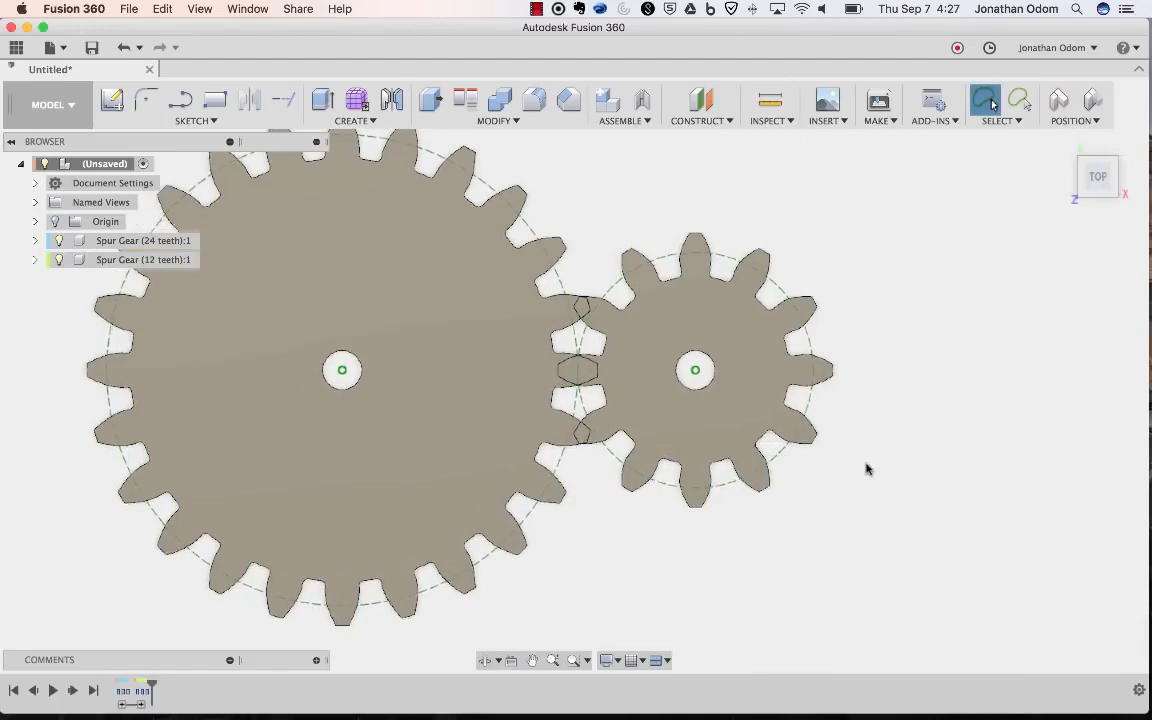 Fusion 360 File Edit View Window Share Help Thu Sep 7 4:27 Jonathan Odom
Autodesk Fusion 360
Jonathan Odom
Untitled*
MODEL
SKETCH CREATE MODIFY ASSEMBLE CONSTRUCT INSPECT INSERT MAKE ADD-INS SELECT POSITION
BROWSER
(Unsaved)
Document Settings
Named Views
Origin
Spur Gear (24 teeth):1
Spur Gear (12 teeth):1
TOP
X
Z
COMMENTS